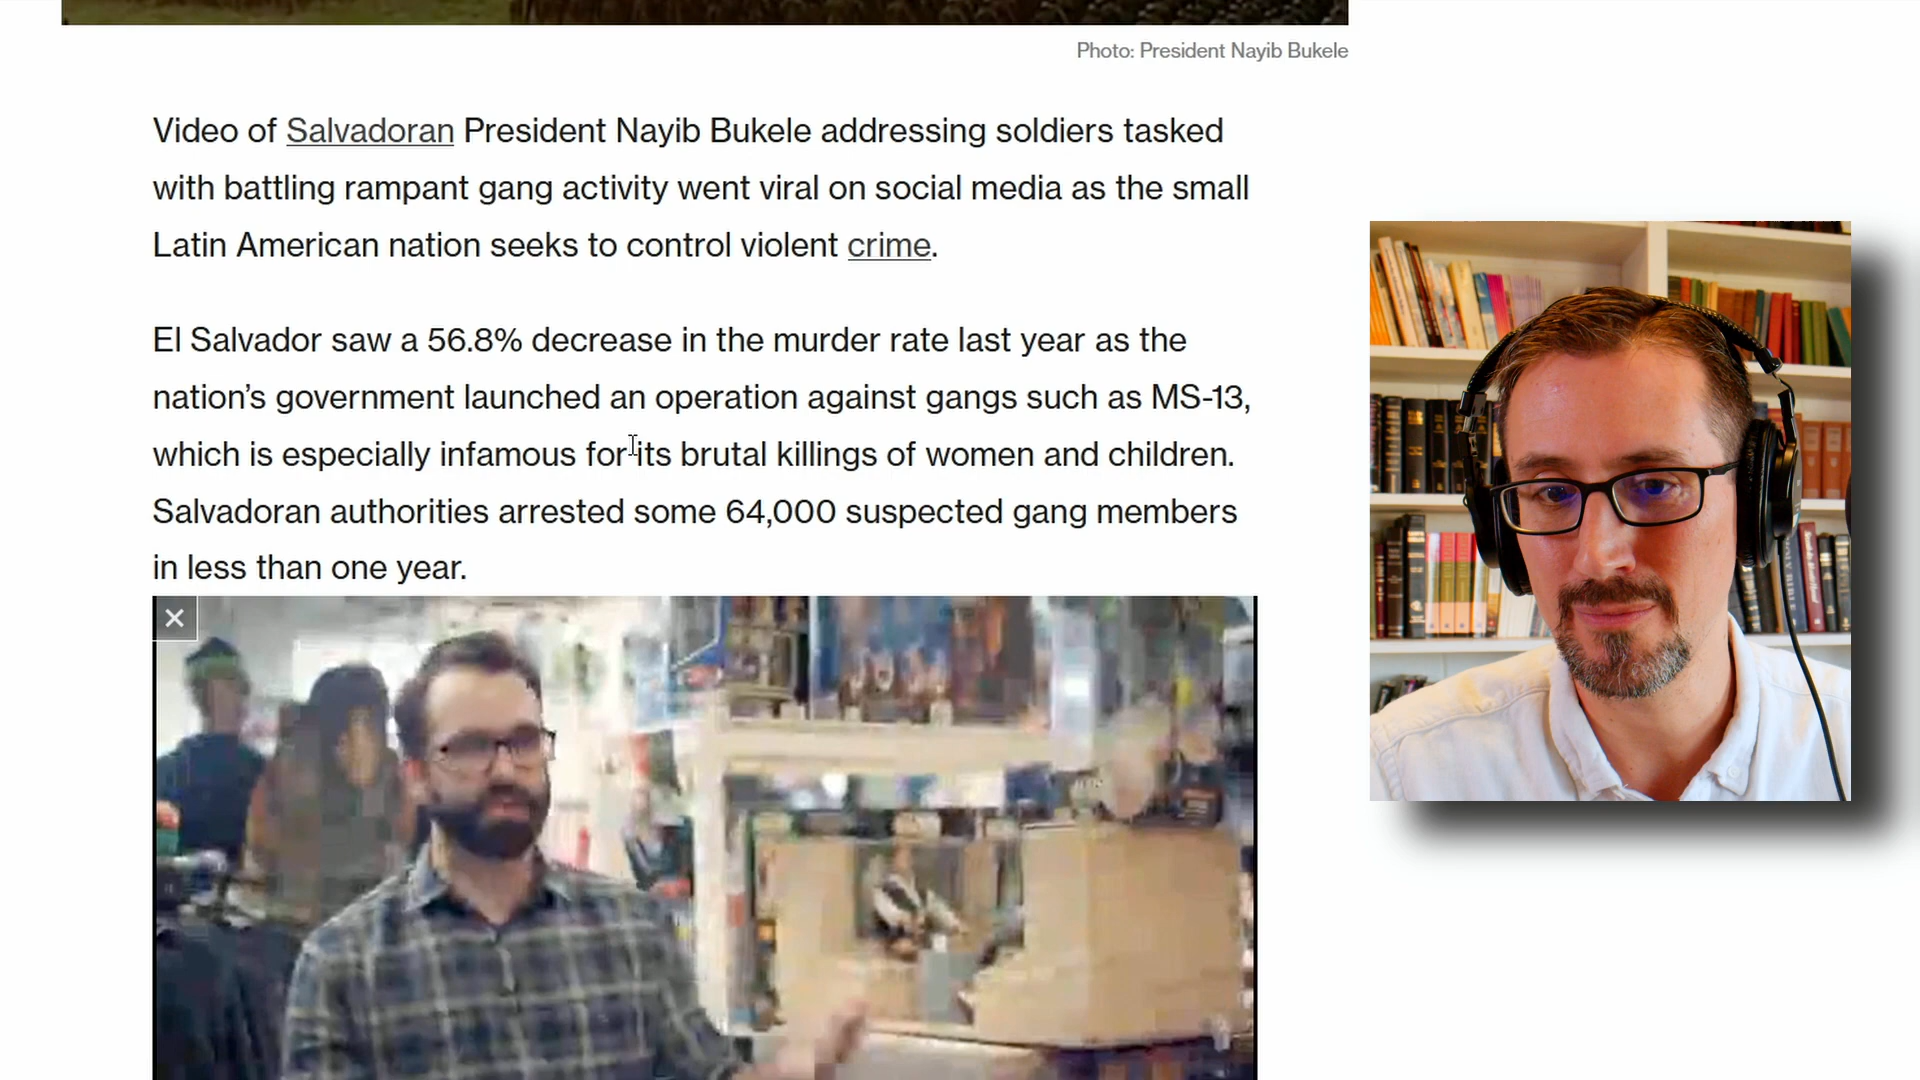 Photo: President Nayib Bukele
Video of Salvadoran President Nayib Bukele addressing soldiers tasked
with battling rampant gang activity went viral on social media as the small
Latin American nation seeks to control violent crime.
El Salvador saw a 56.8% decrease in the murder rate last year as the
nation’s government launched an operation against gangs such as MS-13,
which is especially infamous for its brutal killings of women and children.
Salvadoran authorities arrested some 64,000 suspected gang members
in less than one year.